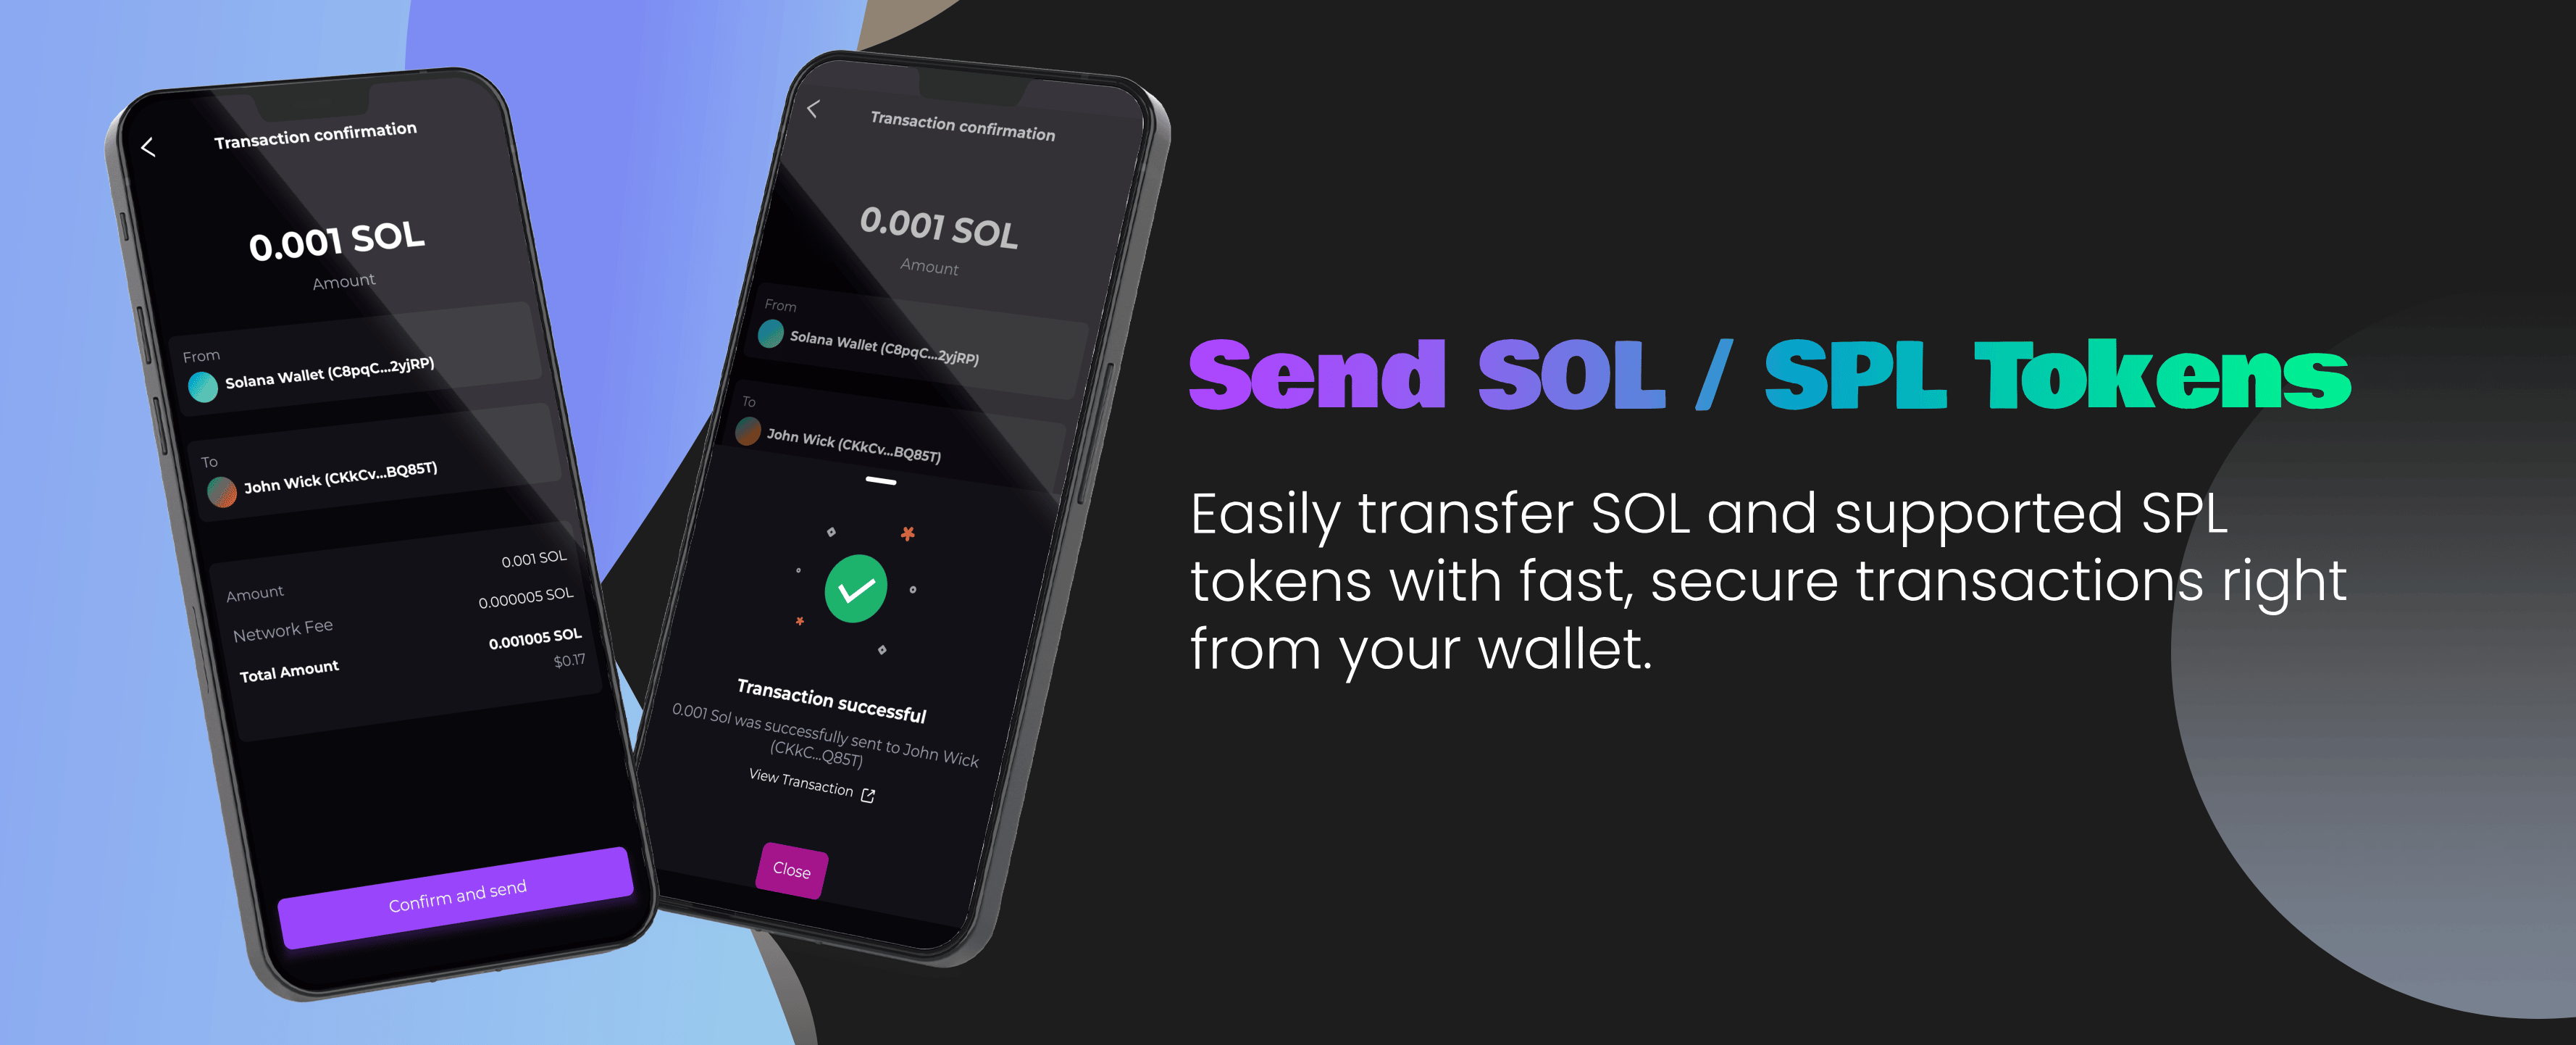 Transaction confirmation
0.001 SOL
Amount
From
Solana Wallet (C8pqC...2yjRP)
To
John Wick (CKkCv...BQ85T)
Amount 0.001 SOL
Network Fee 0.000005 SOL
Total Amount 0.001005 SOL
$0.17
Confirm and send
Transaction confirmation
0.001 SOL
Amount
From
Solana Wallet (C8pqC...2yjRP)
To
John Wick (CKkCv...BQ85T)
Transaction successful
0.001 Sol was successfully sent to John Wick
(CKkC...Q85T)
View Transaction
Close
Send SOL / SPL Tokens
Easily transfer SOL and supported SPL
tokens with fast, secure transactions right
from your wallet.